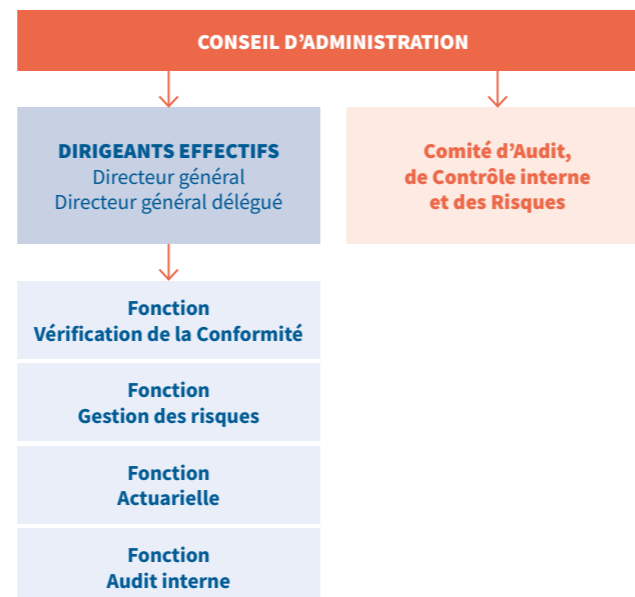 CONSEIL D’ADMINISTRATION
DIRIGEANTS EFFECTIFS
Directeur général
Directeur général délégué
Comité d’Audit,
de Contrôle interne
et des Risques
Fonction
Vérification de la Conformité
Fonction
Gestion des risques
Fonction
Actuarielle
Fonction
Audit interne